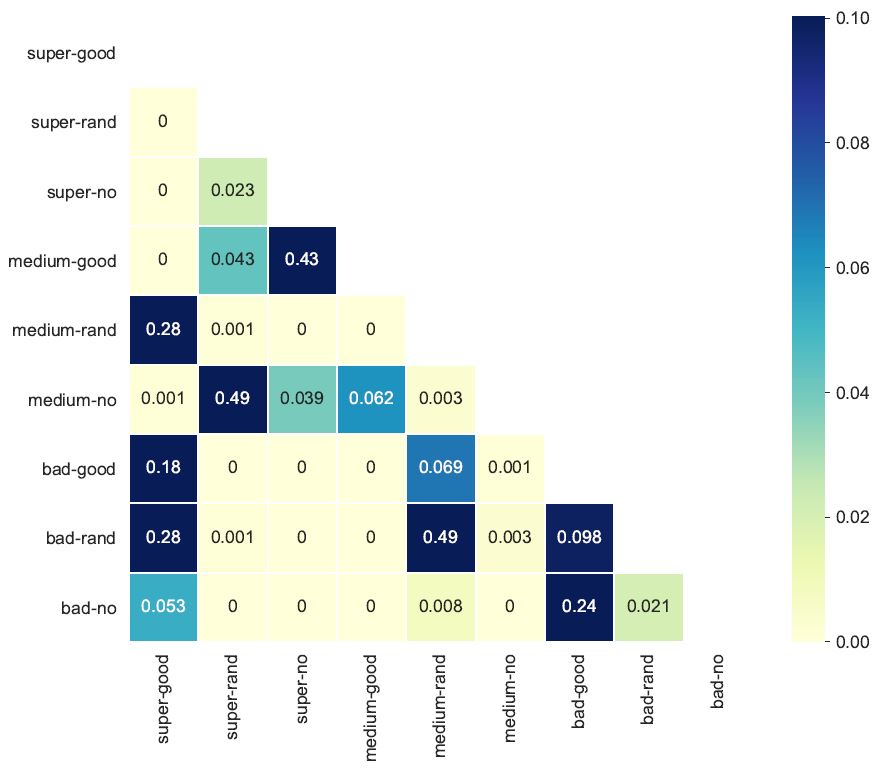 super-good
super-rand 0
super-no 0 0.023
medium-good 0 0.043 0.43
medium-rand 0.28 0.001 0 0
medium-no 0.001 0.49 0.039 0.062 0.003
bad-good 0.18 0 0 0 0.069 0.001
bad-rand 0.28 0.001 0 0 0.49 0.003 0.098
bad-no 0.053 0 0 0 0.008 0 0.24 0.021
super-good super-rand super-no medium-good medium-rand medium-no bad-good bad-rand bad-no
0.10
0.08
0.06
0.04
0.02
0.00